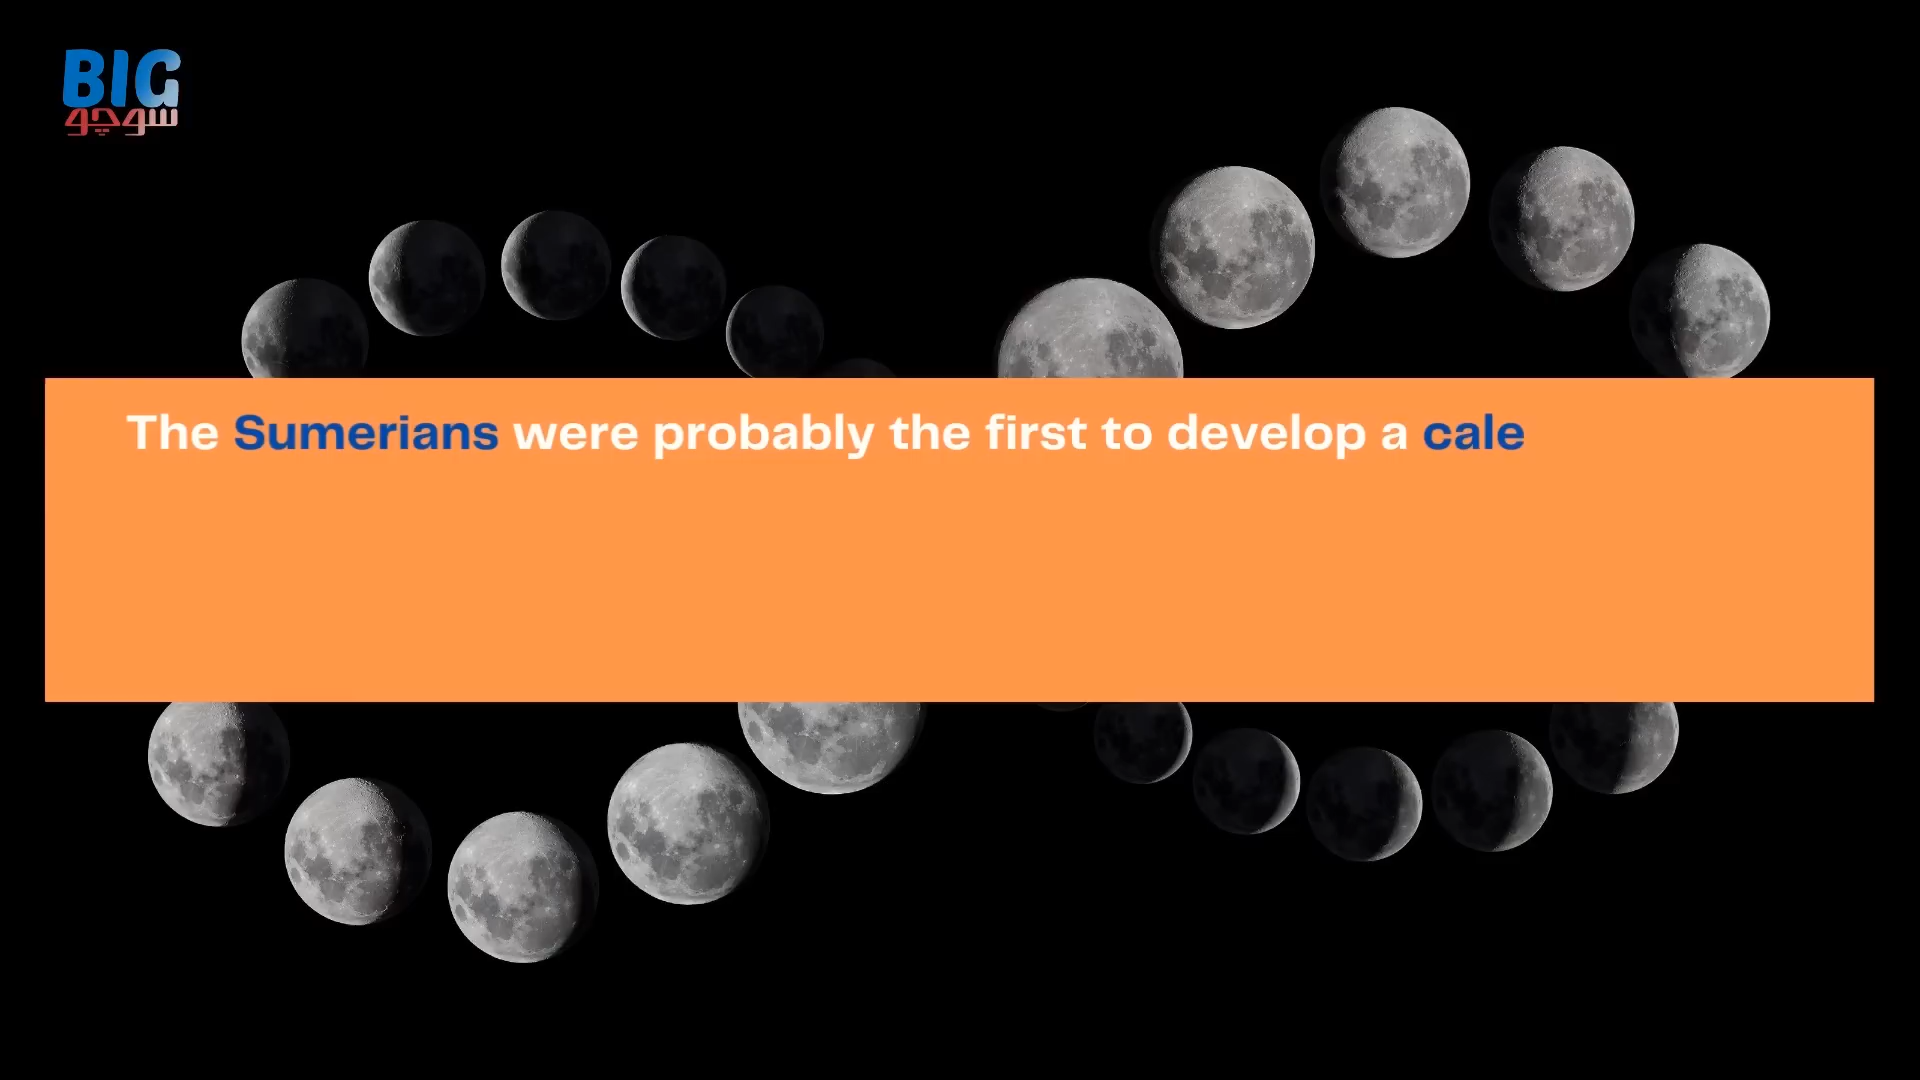 BIG
سوچو
The Sumerians were probably the first to develop a cale